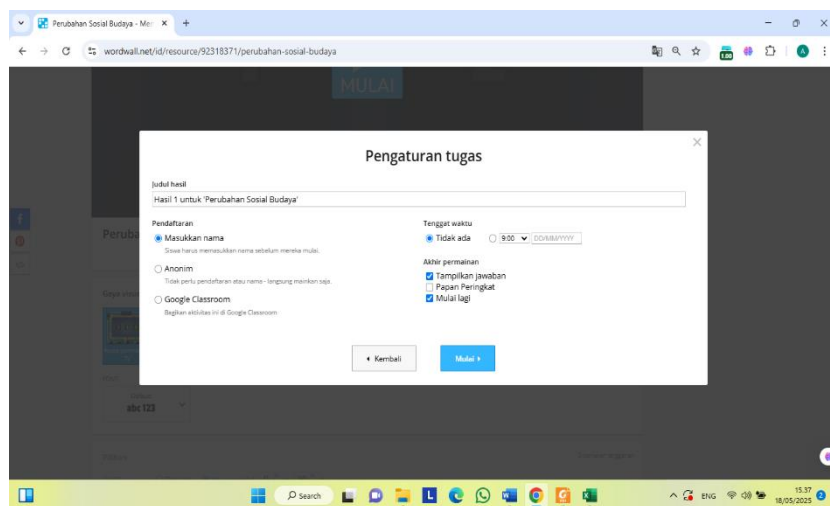 Perubahan Sosial Budaya - Me
wordwall.net/id/resource/92318371/perubahan-sosial-budaya
1.00
A
MULAI
Pengaturan tugas
Judul hasil
Hasil 1 untuk 'Perubahan Sosial Budaya'
Pendaftaran
Masukkan nama
Siswa harus memasukkan nama sebelum mereka mulai.
Anonim
Tidak perlu pendaftaran atau nama - langsung mainkan saja.
Google Classroom
Bagikan aktivitas ini di Google Classroom
Tenggat waktu
Tidak ada
9:00
DD/MM/YYYY
Akhir permainan
Tampilkan jawaban
Papan Peringkat
Mulai lagi
Kembali
Mulai
Peruba
abc 123
Search
L
ENG
15.37
18/05/2025
2